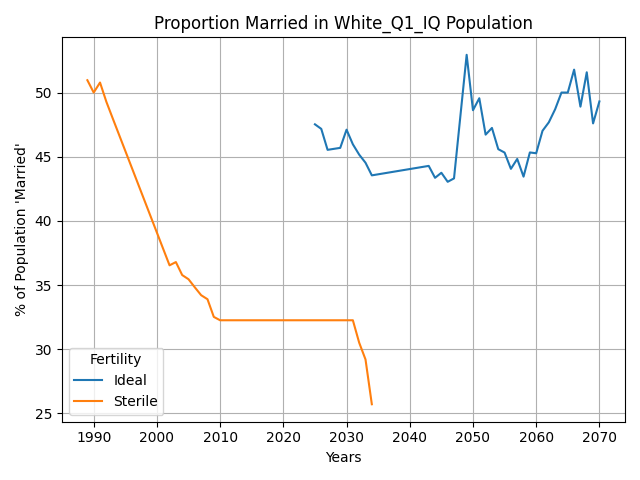 Proportion Married in White_Q1_IQ Population
% of Population 'Married'
50
45
40
35
30
25
Fertility
Ideal
Sterile
1990 2000 2010 2020 2030 2040 2050 2060 2070
Years